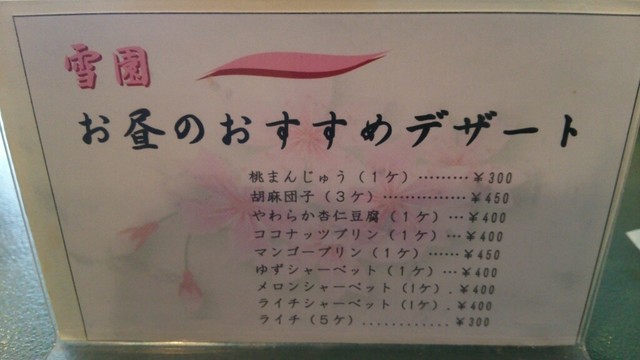 雪園
お昼のおすすめデザート
桃まんじゅう（1ケ）………¥300
胡麻団子（3ケ）……………¥450
やわらか杏仁豆腐（1ケ）…¥400
ココナッツプリン（1ケ）…¥400
マンゴープリン（1ケ）……¥450
ゆずシャーベット（1ケ）…¥400
メロンシャーベット（1ケ）.¥400
ライチシャーベット（1ケ）.¥400
ライチ（5ケ）............¥300